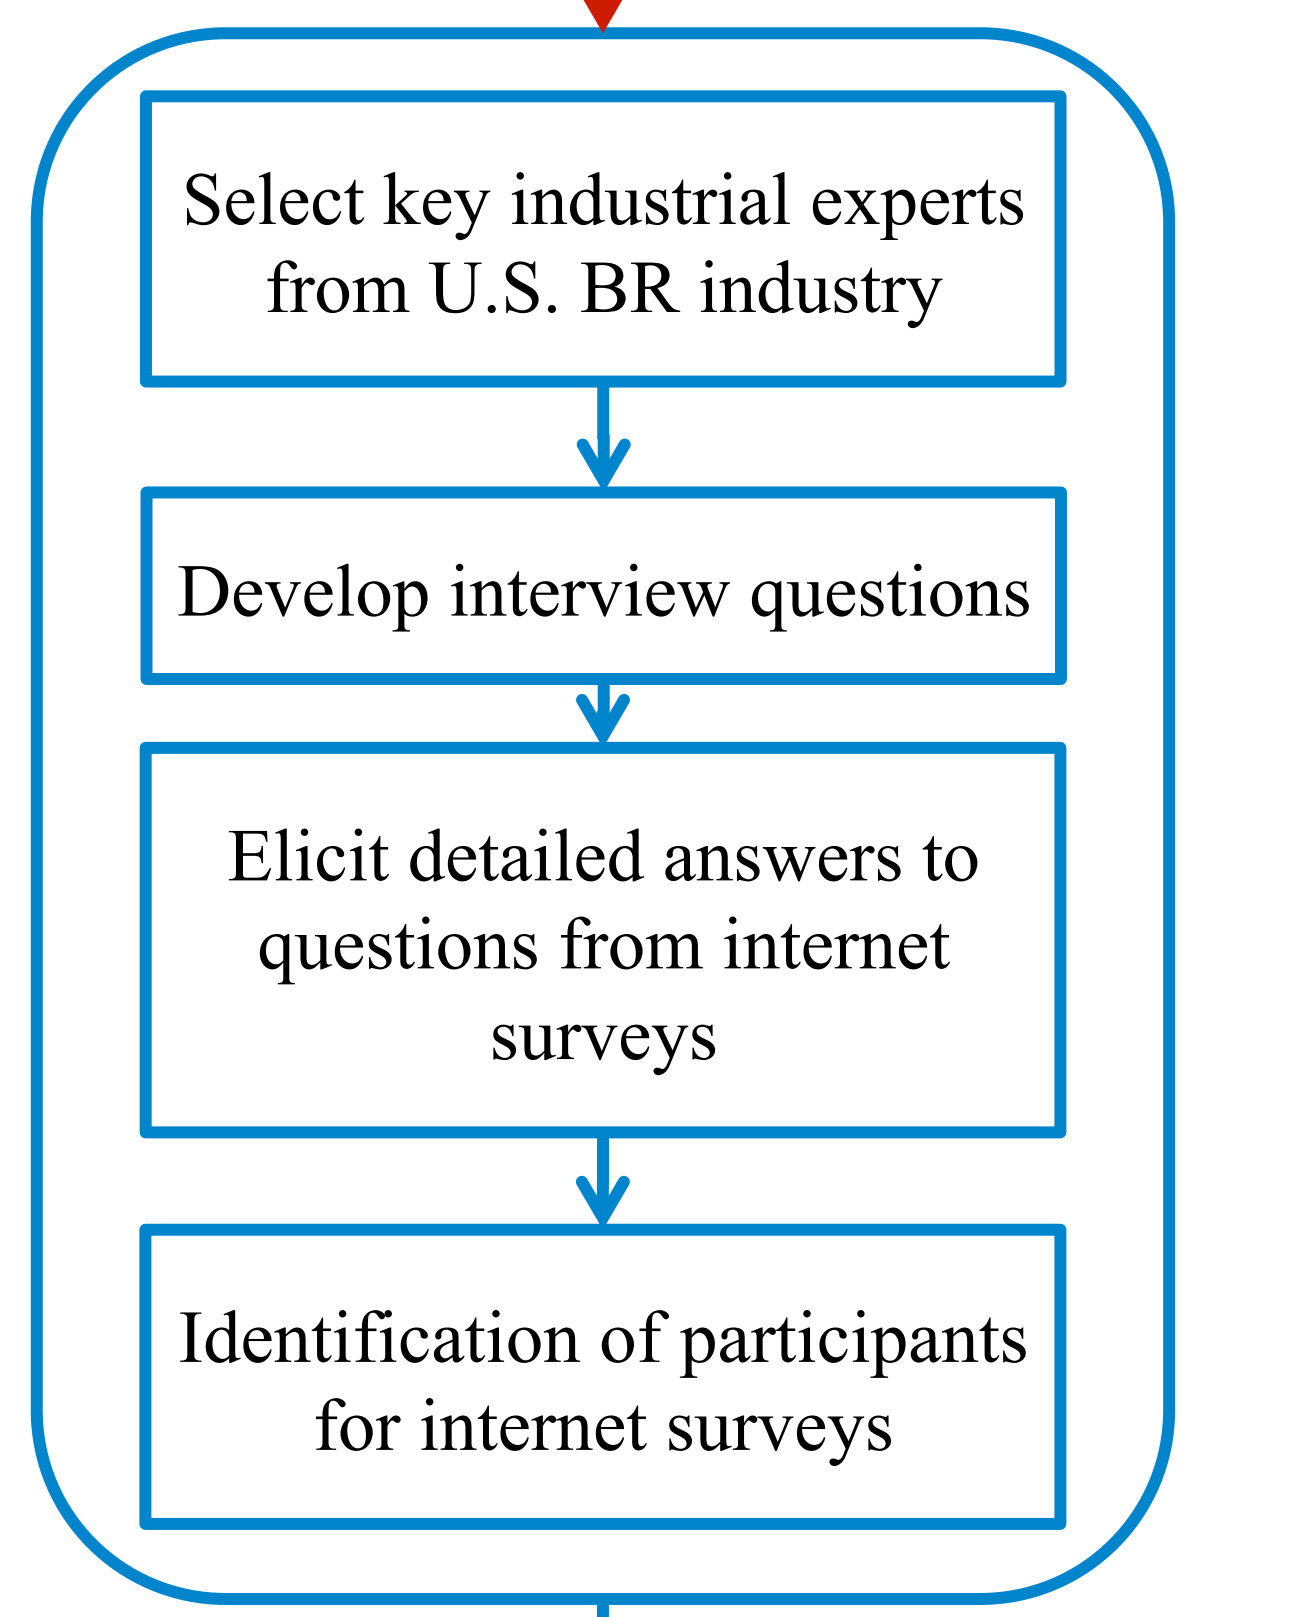 Select key industrial experts
from U.S. BR industry
Develop interview questions
Elicit detailed answers to
questions from internet
surveys
Identification of participants
for internet surveys